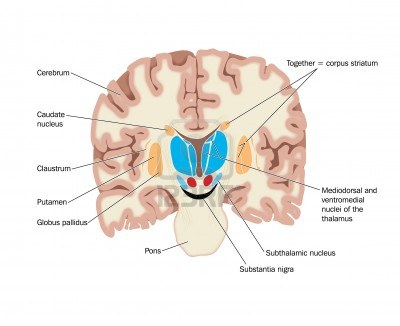 Together = corpus striatum
Cerebrum
Caudate
nucleus
Claustrum
Putamen
Globus pallidus
Mediodorsal and
ventromedial
nuclei of the
thalamus
Pons
Subthalamic nucleus
Substantia nigra